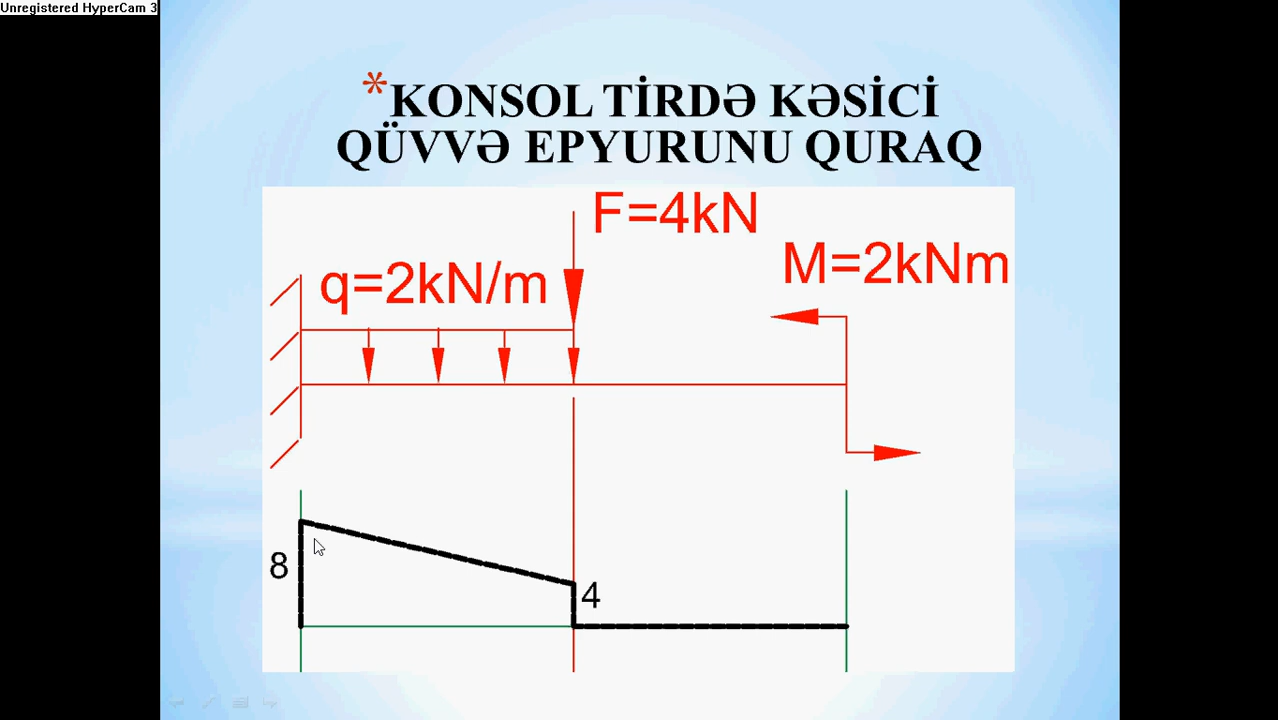 Unregistered HyperCam 3
*KONSOL TİRDƏ KƏSİCİ
QÜVVƏ EPYURUNU QURAQ
F=4kN
M=2kNm
q=2kN/m
8
4